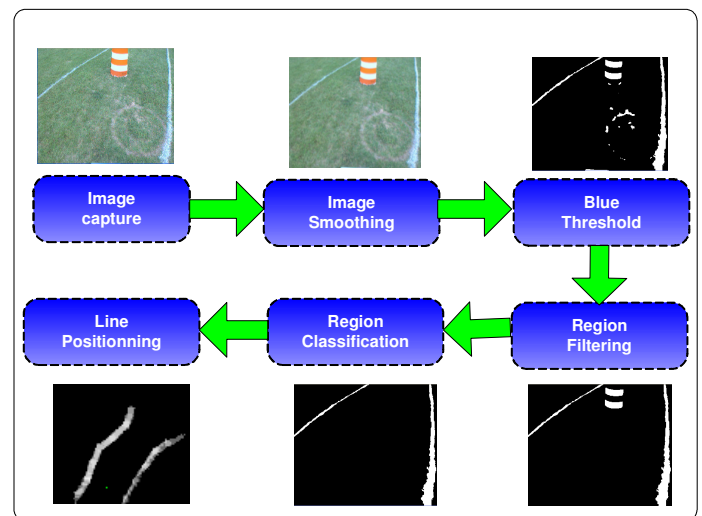 Image
capture
Image
Smoothing
Blue
Threshold
Region
Filtering
Region
Classification
Line
Positionning